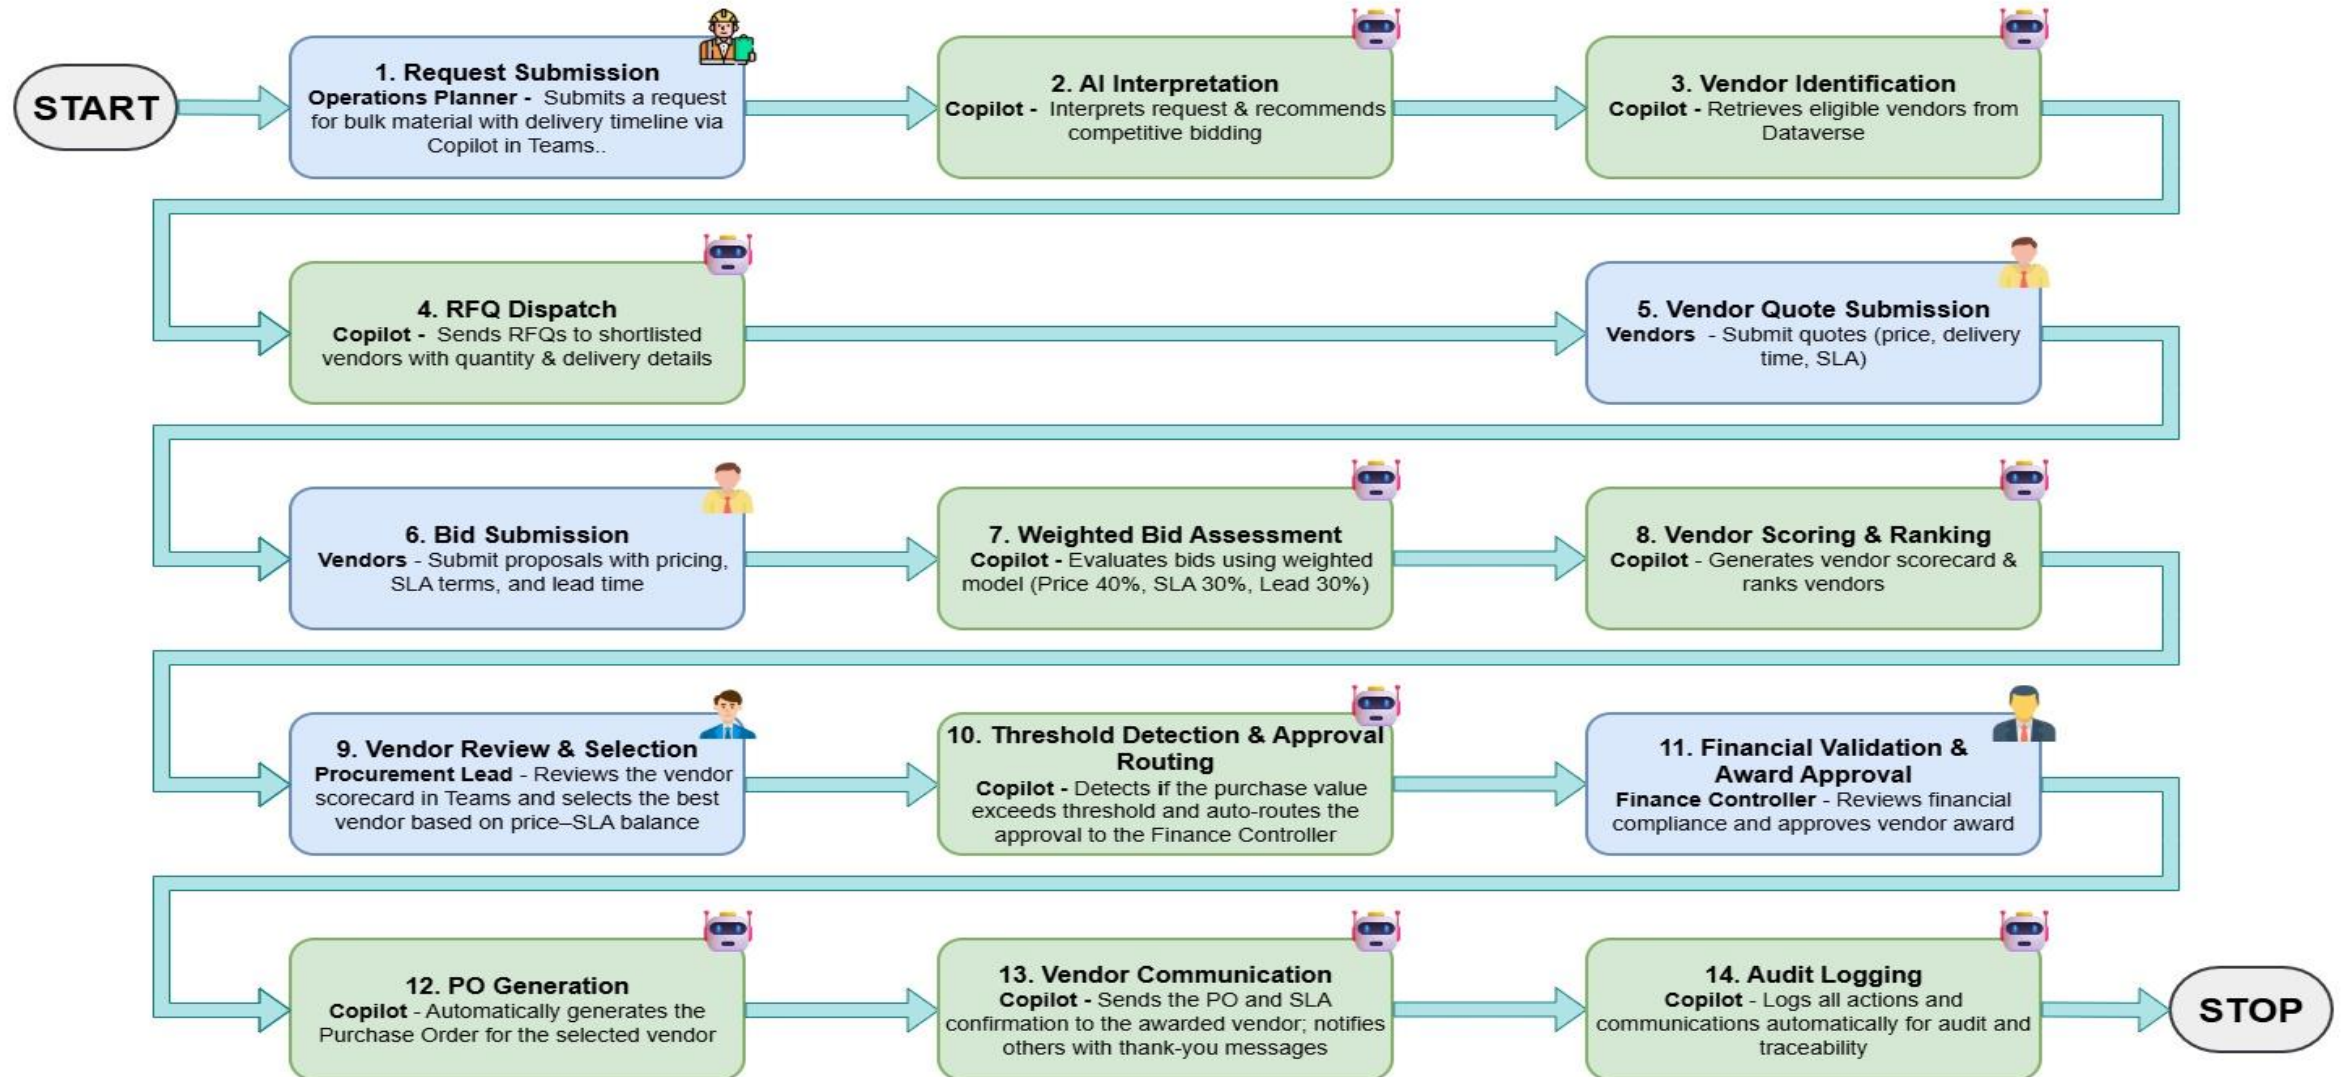 START
1. Request Submission
Operations Planner - Submits a request
for bulk material with delivery timeline via
Copilot in Teams..
2. AI Interpretation
Copilot - Interprets request & recommends
competitive bidding
3. Vendor Identification
Copilot - Retrieves eligible vendors from
Dataverse
4. RFQ Dispatch
Copilot - Sends RFQs to shortlisted
vendors with quantity & delivery details
5. Vendor Quote Submission
Vendors - Submit quotes (price, delivery
time, SLA)
6. Bid Submission
Vendors - Submit proposals with pricing,
SLA terms, and lead time
7. Weighted Bid Assessment
Copilot - Evaluates bids using weighted
model (Price 40%, SLA 30%, Lead 30%)
8. Vendor Scoring & Ranking
Copilot - Generates vendor scorecard &
ranks vendors
9. Vendor Review & Selection
Procurement Lead - Reviews the vendor
scorecard in Teams and selects the best
vendor based on price–SLA balance
10. Threshold Detection & Approval
Routing
Copilot - Detects if the purchase value
exceeds threshold and auto-routes the
approval to the Finance Controller
11. Financial Validation &
Award Approval
Finance Controller - Reviews financial
compliance and approves vendor award
12. PO Generation
Copilot - Automatically generates the
Purchase Order for the selected vendor
13. Vendor Communication
Copilot - Sends the PO and SLA
confirmation to the awarded vendor; notifies
others with thank-you messages
14. Audit Logging
Copilot - Logs all actions and
communications automatically for audit and
traceability
STOP